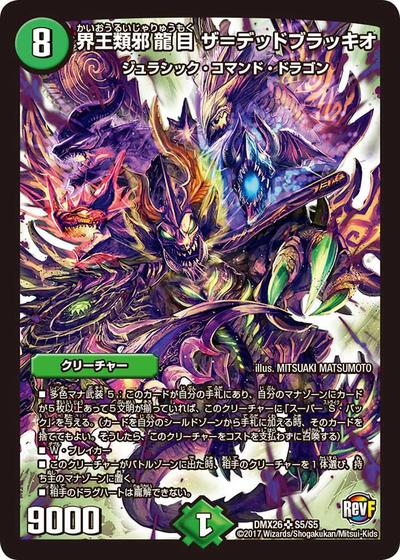 8
かいおうるいじゃりゅうもく
界王類邪龍目 ザ=デッドブラッキオ
ジュラシック・コマンド・ドラゴン
クリーチャー
illus. MITSUAKI MATSUMOTO
■ 多色マナ武装 5:このカードが自分の手札にあり、自分のマナゾーンにカード
が5枚以上あって5文明が揃っていれば、このクリーチャーに「スーパー・S・バッ
ク」を与える。(カードを自分のシールドゾーンから手札に加える時、そのカード
を捨ててもよい。そうしたら、このクリーチャーをコストを支払わずに召喚する)
■ W・ブレイカー
■ このクリーチャーがバトルゾーンに出た時、相手のクリーチャーを1体選び、持
ち主のマナゾーンに置く。
■ 相手のドラグハートは龍解できない。
9000
1
RevF
DMX26 S5/S5
©2017 Wizards/Shogakukan/Mitsui-Kids